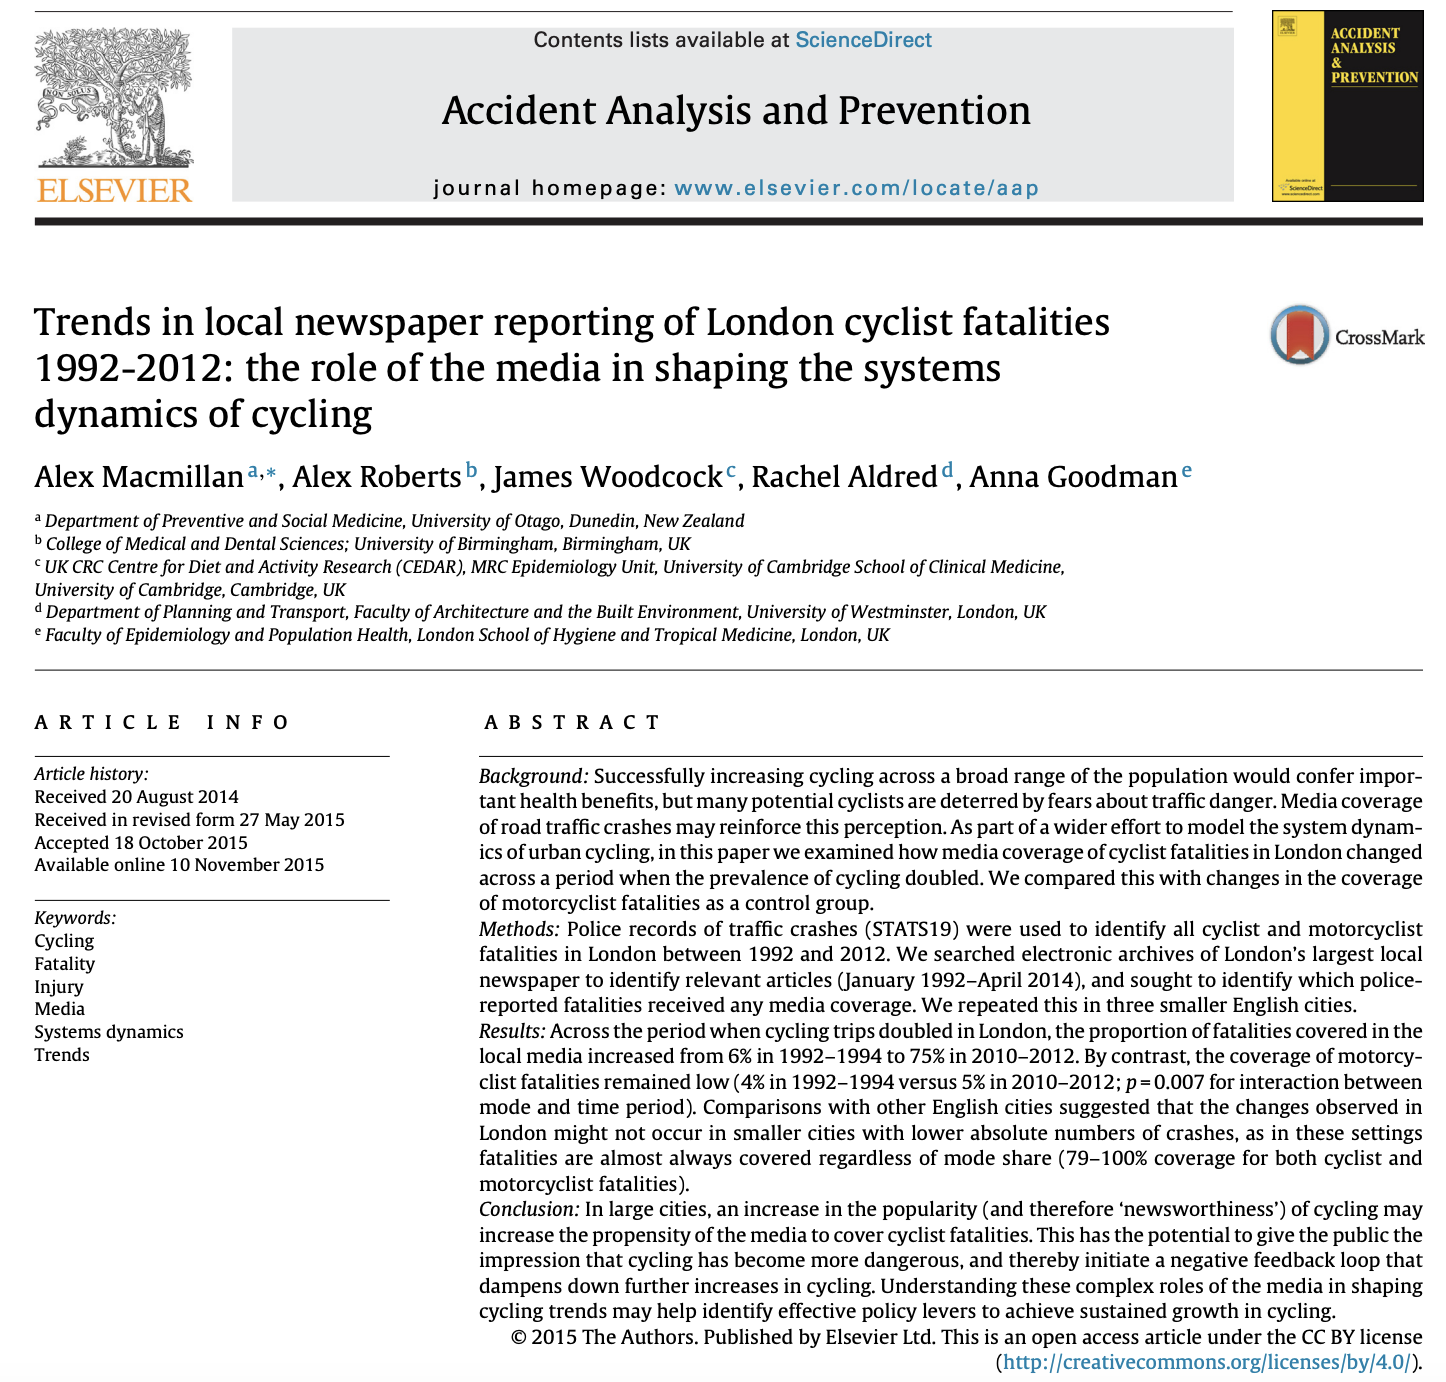 Contents lists available at ScienceDirect
Accident Analysis and Prevention
journal homepage: www.elsevier.com/locate/aap
NON SOLUS
ELSEVIER
ACCIDENT
ANALYSIS
&
PREVENTION
ScienceDirect
Trends in local newspaper reporting of London cyclist fatalities
1992-2012: the role of the media in shaping the systems
dynamics of cycling
CrossMark
Alex Macmillan a,*, Alex Roberts b, James Woodcock c, Rachel Aldred d, Anna Goodman e
a Department of Preventive and Social Medicine, University of Otago, Dunedin, New Zealand
b College of Medical and Dental Sciences; University of Birmingham, Birmingham, UK
c UK CRC Centre for Diet and Activity Research (CEDAR), MRC Epidemiology Unit, University of Cambridge School of Clinical Medicine,
University of Cambridge, Cambridge, UK
d Department of Planning and Transport, Faculty of Architecture and the Built Environment, University of Westminster, London, UK
e Faculty of Epidemiology and Population Health, London School of Hygiene and Tropical Medicine, London, UK
ARTICLE INFO
Article history:
Received 20 August 2014
Received in revised form 27 May 2015
Accepted 18 October 2015
Available online 10 November 2015
Keywords:
Cycling
Fatality
Injury
Media
Systems dynamics
Trends
ABSTRACT
Background: Successfully increasing cycling across a broad range of the population would confer impor-
tant health benefits, but many potential cyclists are deterred by fears about traffic danger. Media coverage
of road traffic crashes may reinforce this perception. As part of a wider effort to model the system dynam-
ics of urban cycling, in this paper we examined how media coverage of cyclist fatalities in London changed
across a period when the prevalence of cycling doubled. We compared this with changes in the coverage
of motorcyclist fatalities as a control group.
Methods: Police records of traffic crashes (STATS19) were used to identify all cyclist and motorcyclist
fatalities in London between 1992 and 2012. We searched electronic archives of London's largest local
newspaper to identify relevant articles (January 1992–April 2014), and sought to identify which police-
reported fatalities received any media coverage. We repeated this in three smaller English cities.
Results: Across the period when cycling trips doubled in London, the proportion of fatalities covered in the
local media increased from 6% in 1992–1994 to 75% in 2010–2012. By contrast, the coverage of motorcy-
clist fatalities remained low (4% in 1992–1994 versus 5% in 2010–2012; p = 0.007 for interaction between
mode and time period). Comparisons with other English cities suggested that the changes observed in
London might not occur in smaller cities with lower absolute numbers of crashes, as in these settings
fatalities are almost always covered regardless of mode share (79–100% coverage for both cyclist and
motorcyclist fatalities).
Conclusion: In large cities, an increase in the popularity (and therefore ‘newsworthiness’) of cycling may
increase the propensity of the media to cover cyclist fatalities. This has the potential to give the public the
impression that cycling has become more dangerous, and thereby initiate a negative feedback loop that
dampens down further increases in cycling. Understanding these complex roles of the media in shaping
cycling trends may help identify effective policy levers to achieve sustained growth in cycling.
© 2015 The Authors. Published by Elsevier Ltd. This is an open access article under the CC BY license
(http://creativecommons.org/licenses/by/4.0/).